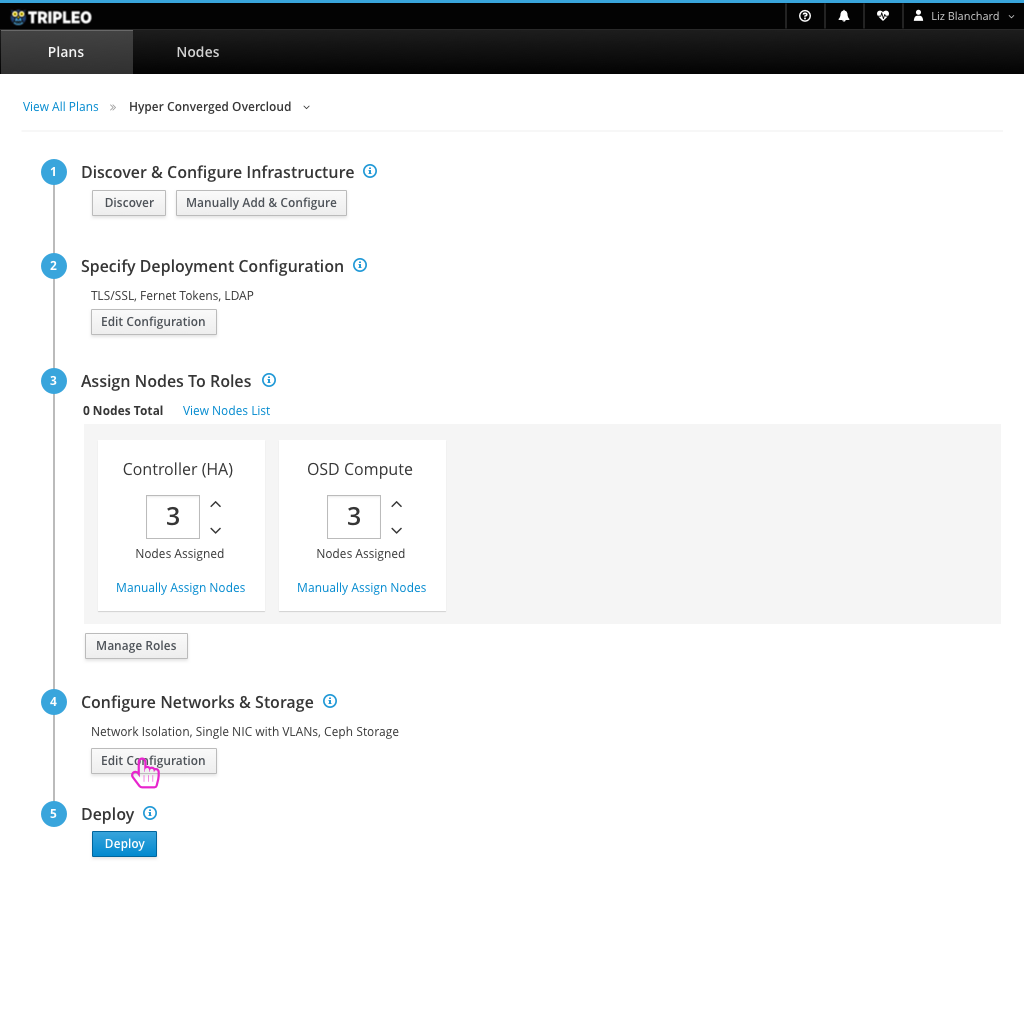 TRIPLEO
Liz Blanchard
Plans
Nodes
View All Plans » Hyper Converged Overcloud
1 Discover & Configure Infrastructure
Discover
Manually Add & Configure
2 Specify Deployment Configuration
TLS/SSL, Fernet Tokens, LDAP
Edit Configuration
3 Assign Nodes To Roles
0 Nodes Total
View Nodes List
Controller (HA)
3
Nodes Assigned
Manually Assign Nodes
OSD Compute
3
Nodes Assigned
Manually Assign Nodes
Manage Roles
4 Configure Networks & Storage
Network Isolation, Single NIC with VLANs, Ceph Storage
Edit Configuration
5 Deploy
Deploy